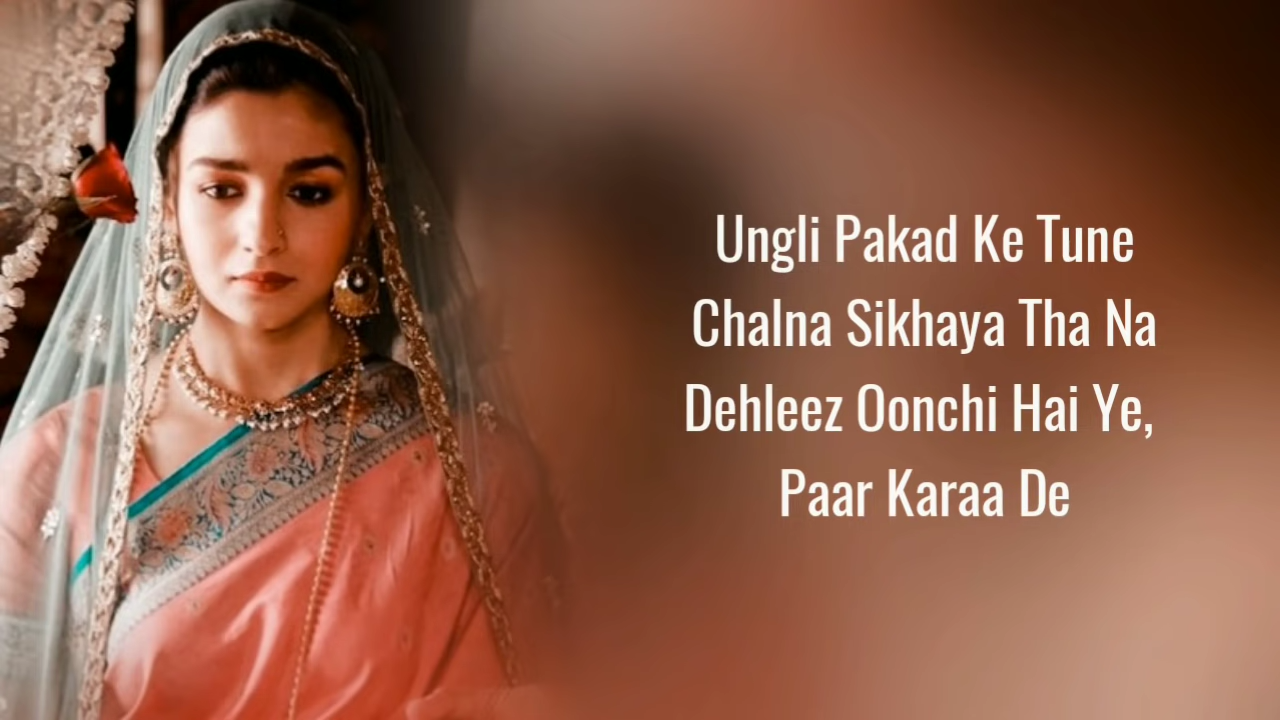 Ungli Pakad Ke Tune
Chalna Sikhaya Tha Na
Dehleez Oonchi Hai Ye,
Paar Karaa De